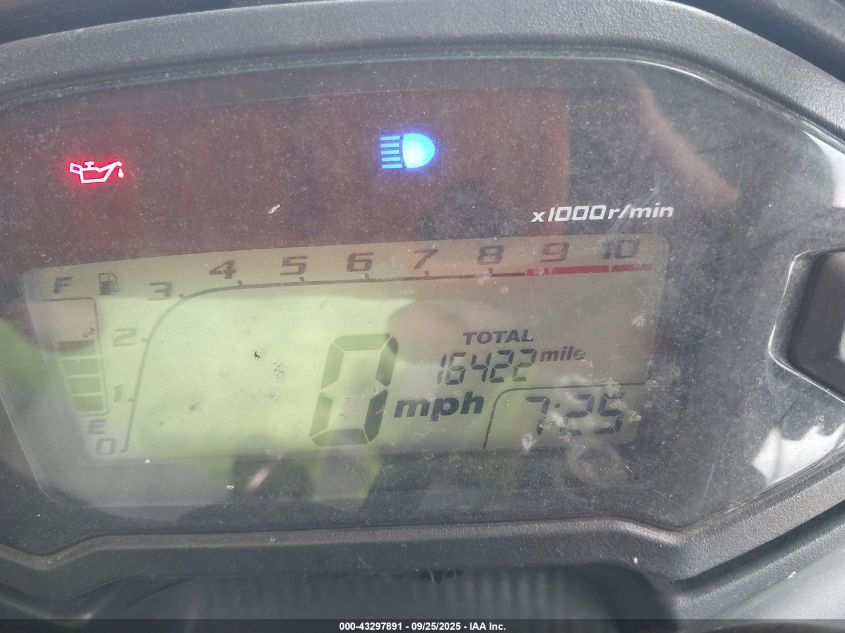 x1000r/min
F 3 4 5 6 7 8 9 10
2
TOTAL
16422 mile
1
0 mph 7:25
E
0
000-43297891 - 09/25/2025 - IAA Inc.